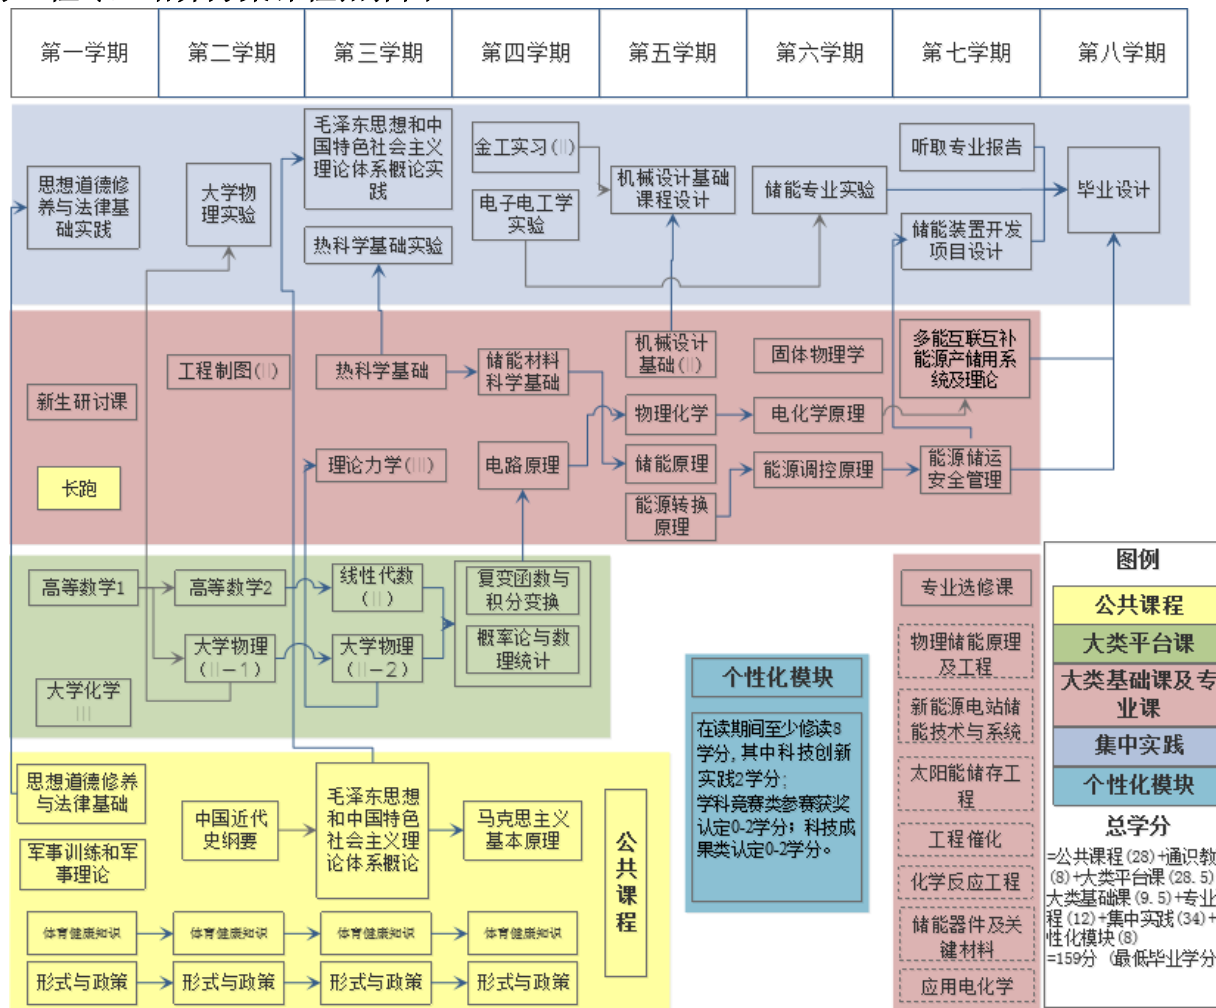 第一学期
第二学期
第三学期
第四学期
第五学期
第六学期
第七学期
第八学期
思想道德修
养与法律基
础实践
大学物
理实验
毛泽东思想和中
国特色社会主义
理论体系概论实
践
热科学基础实验
金工实习(II)
电子电工学
实验
机械设计基础
课程设计
储能专业实验
听取专业报告
储能装置开发
项目设计
毕业设计
新生研讨课
长跑
工程制图(II)
热科学基础
理论力学(III)
储能材料
科学基础
电路原理
机械设计
基础(II)
物理化学
储能原理
能源转换
原理
固体物理学
电化学原理
能源调控原理
多能互联互补
能源产储用系
统及理论
能源储运
安全管理
高等数学1
大学化学
III
高等数学2
大学物理
(II-1)
线性代数
(II)
大学物理
(II-2)
复变函数与
积分变换
概率论与数
理统计
思想道德修养
与法律基础
军事训练和军
事理论
中国近代
史纲要
毛泽东思想
和中国特色
社会主义理
论体系概论
马克思主义
基本原理
体育健康知识
体育健康知识
体育健康知识
体育健康知识
形式与政策
形式与政策
形式与政策
形式与政策
公
共
课
程
个性化模块
在读期间至少修读8
学分,其中科技创新
实践2学分;
学科竞赛类参赛获奖
认定0-2学分；科技成
果类认定0-2学分。
专业选修课
物理储能原理
及工程
新能源电站储
能技术与系统
太阳能储存工
程
工程催化
化学反应工程
储能器件及关
键材料
应用电化学
图例
公共课程
大类平台课
大类基础课及专
业课
集中实践
个性化模块
总学分
=公共课程(28)+通识教
(8)+大类平台课(28.5)
大类基础课(9.5)+专业
程(12)+集中实践(34)+
性化模块(8)
=159分 (最低毕业学分